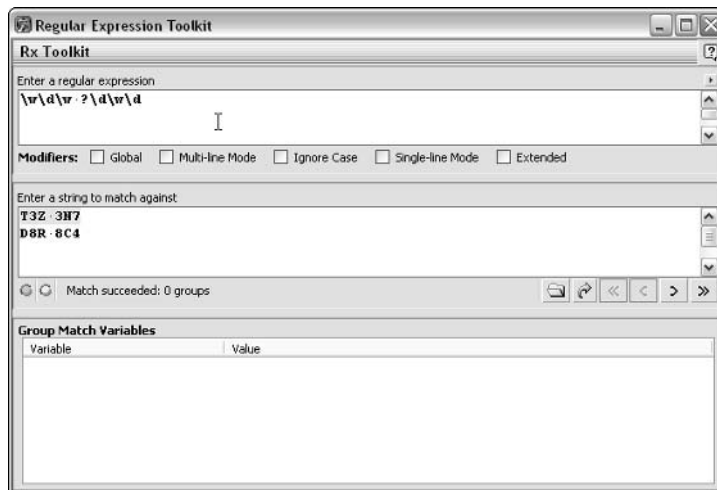 Regular Expression Toolkit
Rx Toolkit
Enter a regular expression
\w\d\w·?\d\w\d
Modifiers: Global Multi-line Mode Ignore Case Single-line Mode Extended
Enter a string to match against
T3Z·3N7
D8R·8C4
Match succeeded: 0 groups
Group Match Variables
Variable Value